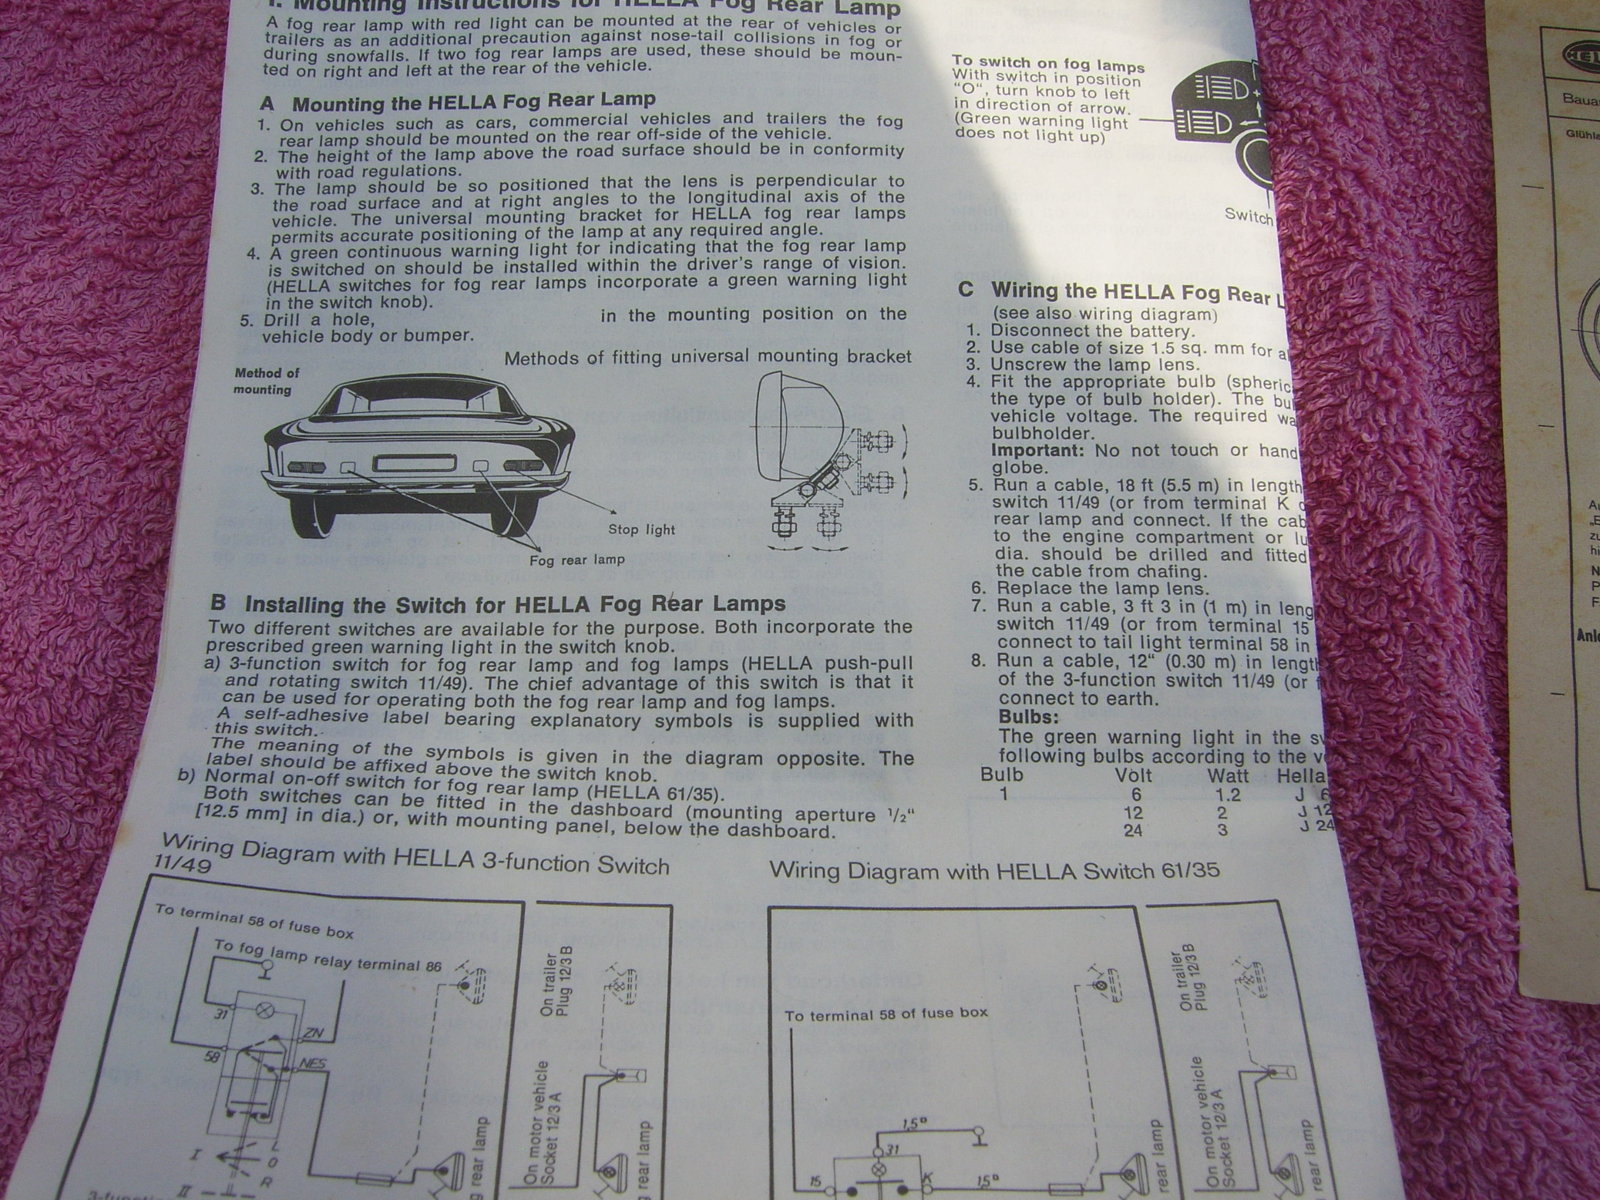 1. Mounting Instructions for HELLA Fog Rear Lamp
A fog rear lamp with red light can be mounted at the rear of vehicles or
trailers as an additional precaution against nose-tail collisions in fog or
during snowfalls. If two fog rear lamps are used, these should be moun-
ted on right and left at the rear of the vehicle.
A Mounting the HELLA Fog Rear Lamp
1. On vehicles such as cars, commercial vehicles and trailers the fog
rear lamp should be mounted on the rear off-side of the vehicle.
2. The height of the lamp above the road surface should be in conformity
with road regulations.
3. The lamp should be so positioned that the lens is perpendicular to
the road surface and at right angles to the longitudinal axis of the
vehicle. The universal mounting bracket for HELLA fog rear lamps
permits accurate positioning of the lamp at any required angle.
4. A green continuous warning light for indicating that the fog rear lamp
is switched on should be installed within the driver's range of vision.
(HELLA switches for fog rear lamps incorporate a green warning light
in the switch knob).
5. Drill a hole, in the mounting position on the
vehicle body or bumper.
Methods of fitting universal mounting bracket
Method of
mounting
Stop light
Fog rear lamp
B Installing the Switch for HELLA Fog Rear Lamps
Two different switches are available for the purpose. Both incorporate the
prescribed green warning light in the switch knob.
a) 3-function switch for fog rear lamp and fog lamps (HELLA push-pull
and rotating switch 11/49). The chief advantage of this switch is that it
can be used for operating both the fog rear lamp and fog lamps.
A self-adhesive label bearing explanatory symbols is supplied with
this switch.
The meaning of the symbols is given in the diagram opposite. The
label should be affixed above the switch knob.
b) Normal on-off switch for fog rear lamp (HELLA 61/35).
Both switches can be fitted in the dashboard (mounting aperture 1/2"
[12.5 mm] in dia.) or, with mounting panel, below the dashboard.
Wiring Diagram with HELLA 3-function Switch
11/49
To terminal 58 of fuse box
To fog lamp relay terminal 86
31
ZN
58
NES
I
II
O
R
3-function
rear lamp
On motor vehicle
Socket 12/3 A
On trailer
Plug 12/3 B
rear lamp
To switch on fog lamps
With switch in position
"O", turn knob to left
in direction of arrow.
(Green warning light
does not light up)
Switch
C Wiring the HELLA Fog Rear L
(see also wiring diagram)
1. Disconnect the battery.
2. Use cable of size 1.5 sq. mm for a
3. Unscrew the lamp lens.
4. Fit the appropriate bulb (spheric
the type of bulb holder). The bu
vehicle voltage. The required wa
bulbholder.
Important: No not touch or hand
globe.
5. Run a cable, 18 ft (5.5 m) in length
switch 11/49 (or from terminal K
rear lamp and connect. If the cab
to the engine compartment or lu
dia. should be drilled and fitted
the cable from chafing.
6. Replace the lamp lens.
7. Run a cable, 3 ft 3 in (1 m) in leng
switch 11/49 (or from terminal 15
connect to tail light terminal 58 in
8. Run a cable, 12" (0.30 m) in length
of the 3-function switch 11/49 (or
connect to earth.
Bulbs:
The green warning light in the sw
following bulbs according to the v
Bulb Volt Watt Hella
1 6 1.2 J 6
12 2 J 12
24 3 J 24
Wiring Diagram with HELLA Switch 61/35
To terminal 58 of fuse box
1,5□
31
15
K
1,5□
rear lamp
On motor vehicle
Socket 12/3 A
On trailer
Plug 12/3 B
rear lamp
Baua
Glühla
Au
„E
zu
hi
N
P
F
Anle